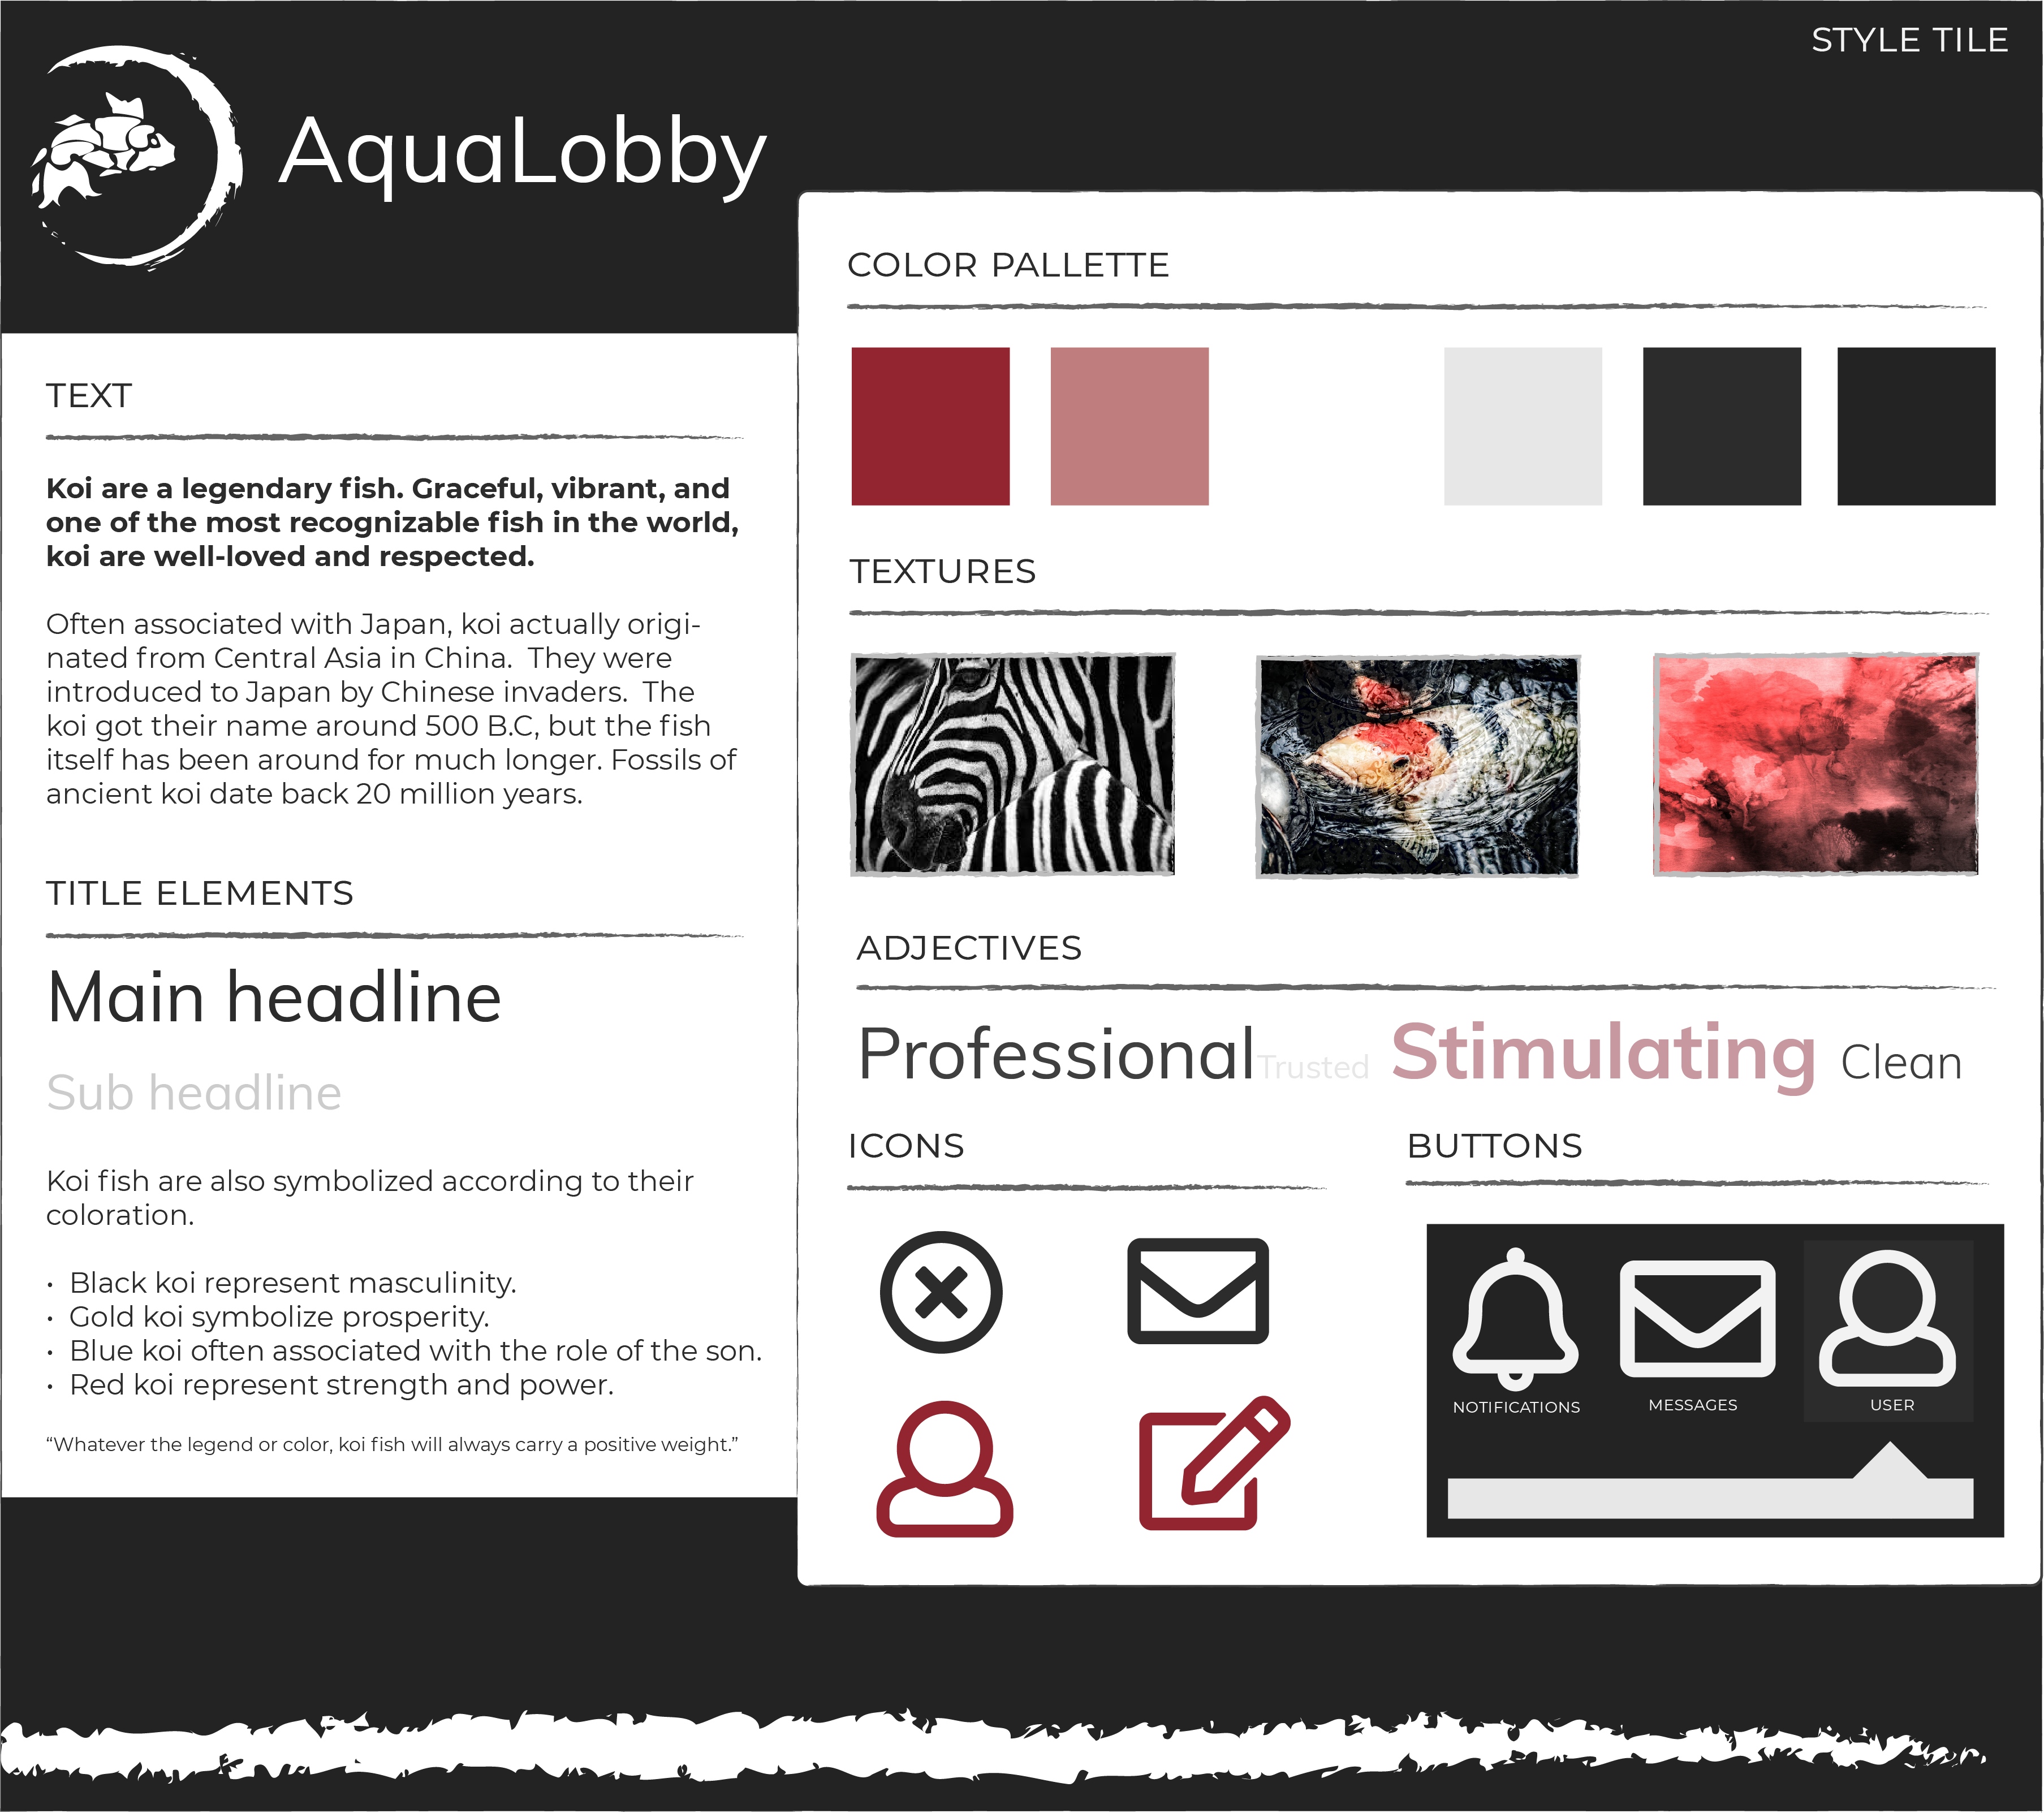 STYLE TILE
AquaLobby
TEXT
Koi are a legendary fish. Graceful, vibrant, and
one of the most recognizable fish in the world,
koi are well-loved and respected.
Often associated with Japan, koi actually origi-
nated from Central Asia in China.  They were
introduced to Japan by Chinese invaders.  The
koi got their name around 500 B.C, but the fish
itself has been around for much longer. Fossils of
ancient koi date back 20 million years.
TITLE ELEMENTS
Main headline
Sub headline
Koi fish are also symbolized according to their
coloration.
• Black koi represent masculinity.
• Gold koi symbolize prosperity.
• Blue koi often associated with the role of the son.
• Red koi represent strength and power.
“Whatever the legend or color, koi fish will always carry a positive weight.”
COLOR PALLETTE
TEXTURES
ADJECTIVES
Professional Trusted Stimulating Clean
ICONS
BUTTONS
NOTIFICATIONS MESSAGES USER